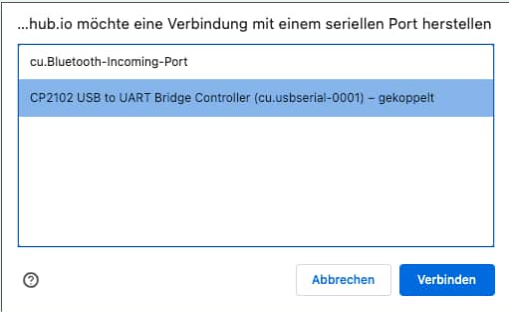 ...hub.io möchte eine Verbindung mit einem seriellen Port herstellen
cu.Bluetooth-Incoming-Port
CP2102 USB to UART Bridge Controller (cu.usbserial-0001) – gekoppelt
Abbrechen
Verbinden